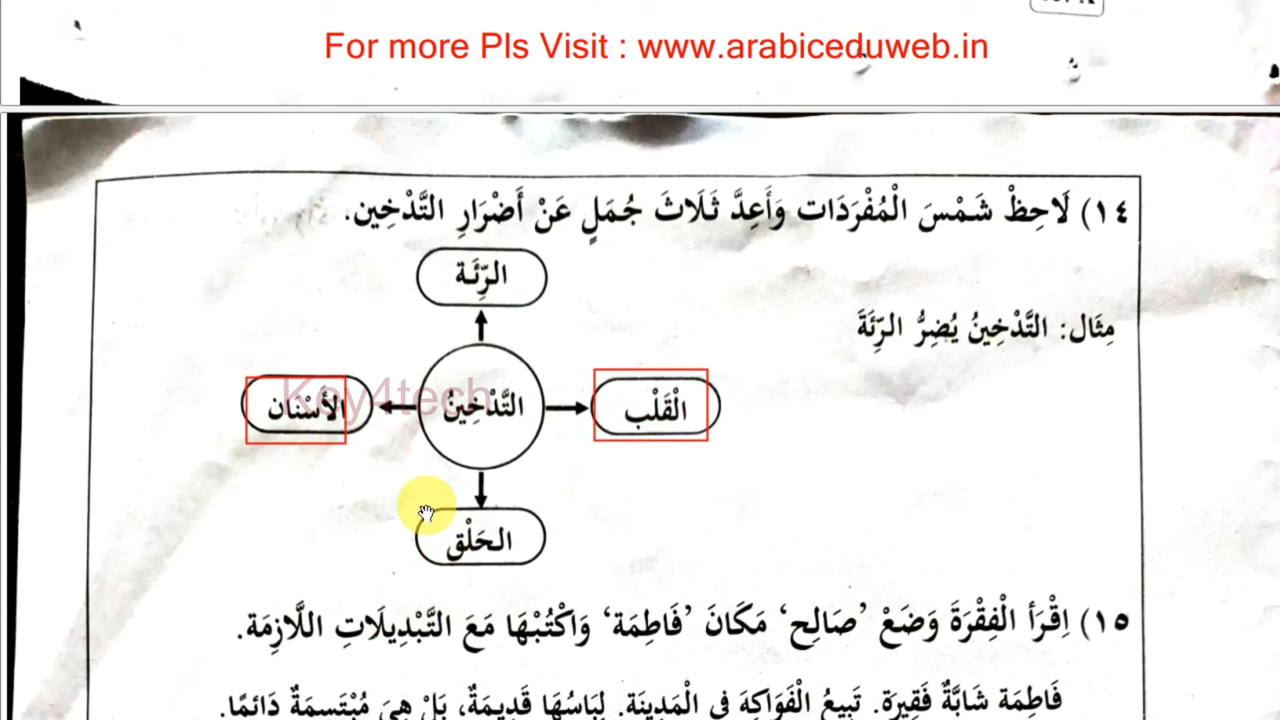 For more Pls Visit : www.arabiceduweb.in
١٤) لَاحِظْ شَمْسَ الْمُفْرَدَات وَأَعِدَّ ثَلَاثَ جُمَلٍ عَنْ أَضْرَارِ التَّدْخِين.
الرِّئَة
مِثَال: التَّدْخِينُ يُضِرُّ الرِّئَةَ
Key4tech
الْقَلْب
التَّدْخِينُ
الْأَسْنَان
الحَلْق
١٥) اِقْرَأ الْفِقْرَةَ وَضَعْ ’صَالِح‘ مَكَانَ ’فَاطِمَة‘ وَاكْتُبْهَا مَعَ التَّبْدِيلَاتِ اللَّازِمَة.
فَاطِمَة شَابَّةٌ فَقِيرَة. تَبِيعُ الْفَوَاكِهَ فِي الْمَدِينَة. لِبَاسُهَا قَدِيمَةٌ، بَلْ هِيَ مُبْتَسِمَةٌ دَائِمًا.